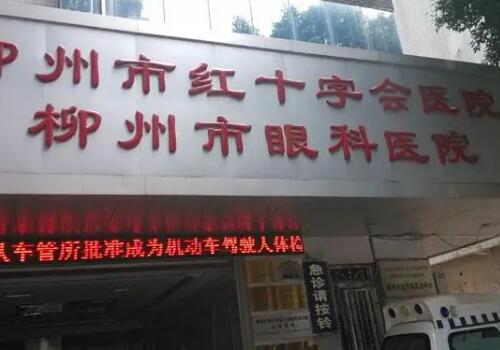 州市红十字会医院
柳州市眼科医院
车管所批准成为机动车驾驶人体检
急诊请按铃